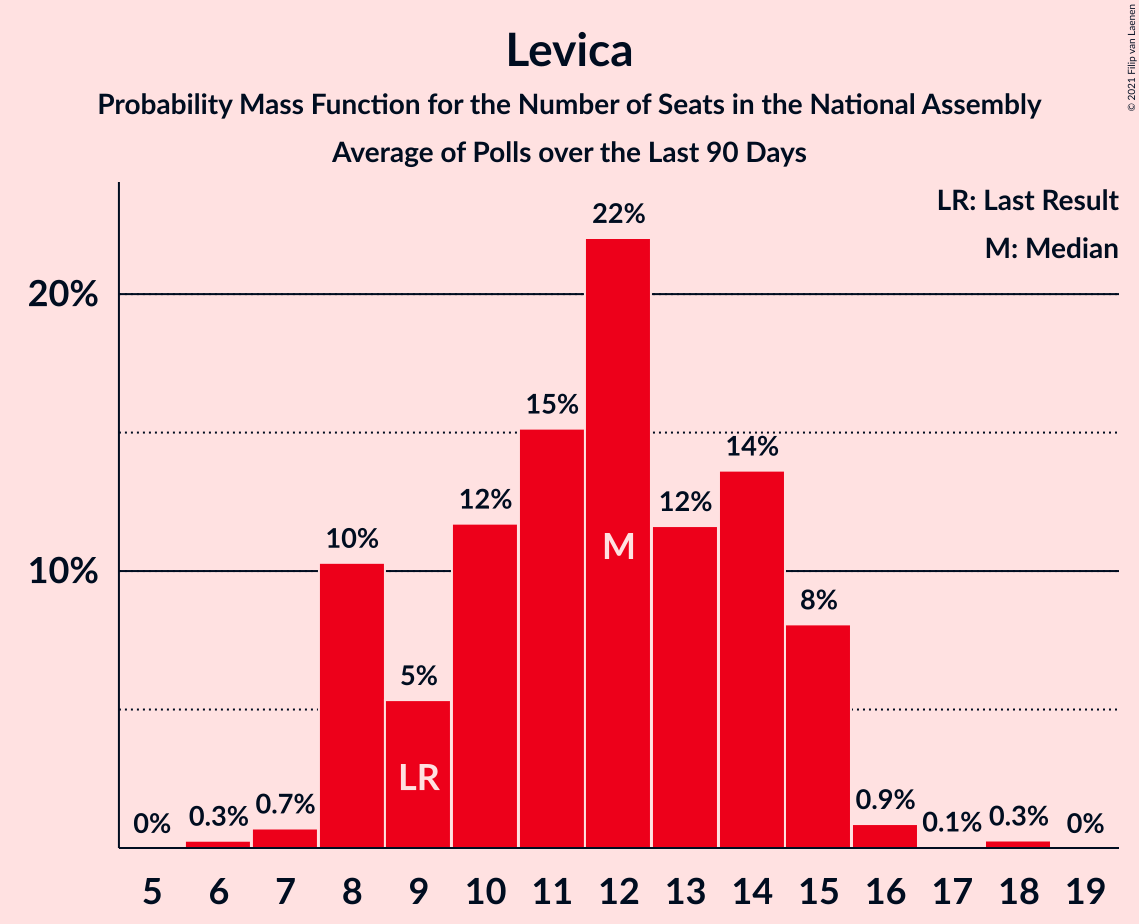 Levica
Probability Mass Function for the Number of Seats in the National Assembly
Average of Polls over the Last 90 Days
© 2021 Filip van Laenen
LR: Last Result
M: Median
20%
10%
0%
0.3%
0.7%
10%
5%
12%
15%
22%
12%
14%
8%
0.9%
0.1%
0.3%
0%
LR
M
5 6 7 8 9 10 11 12 13 14 15 16 17 18 19